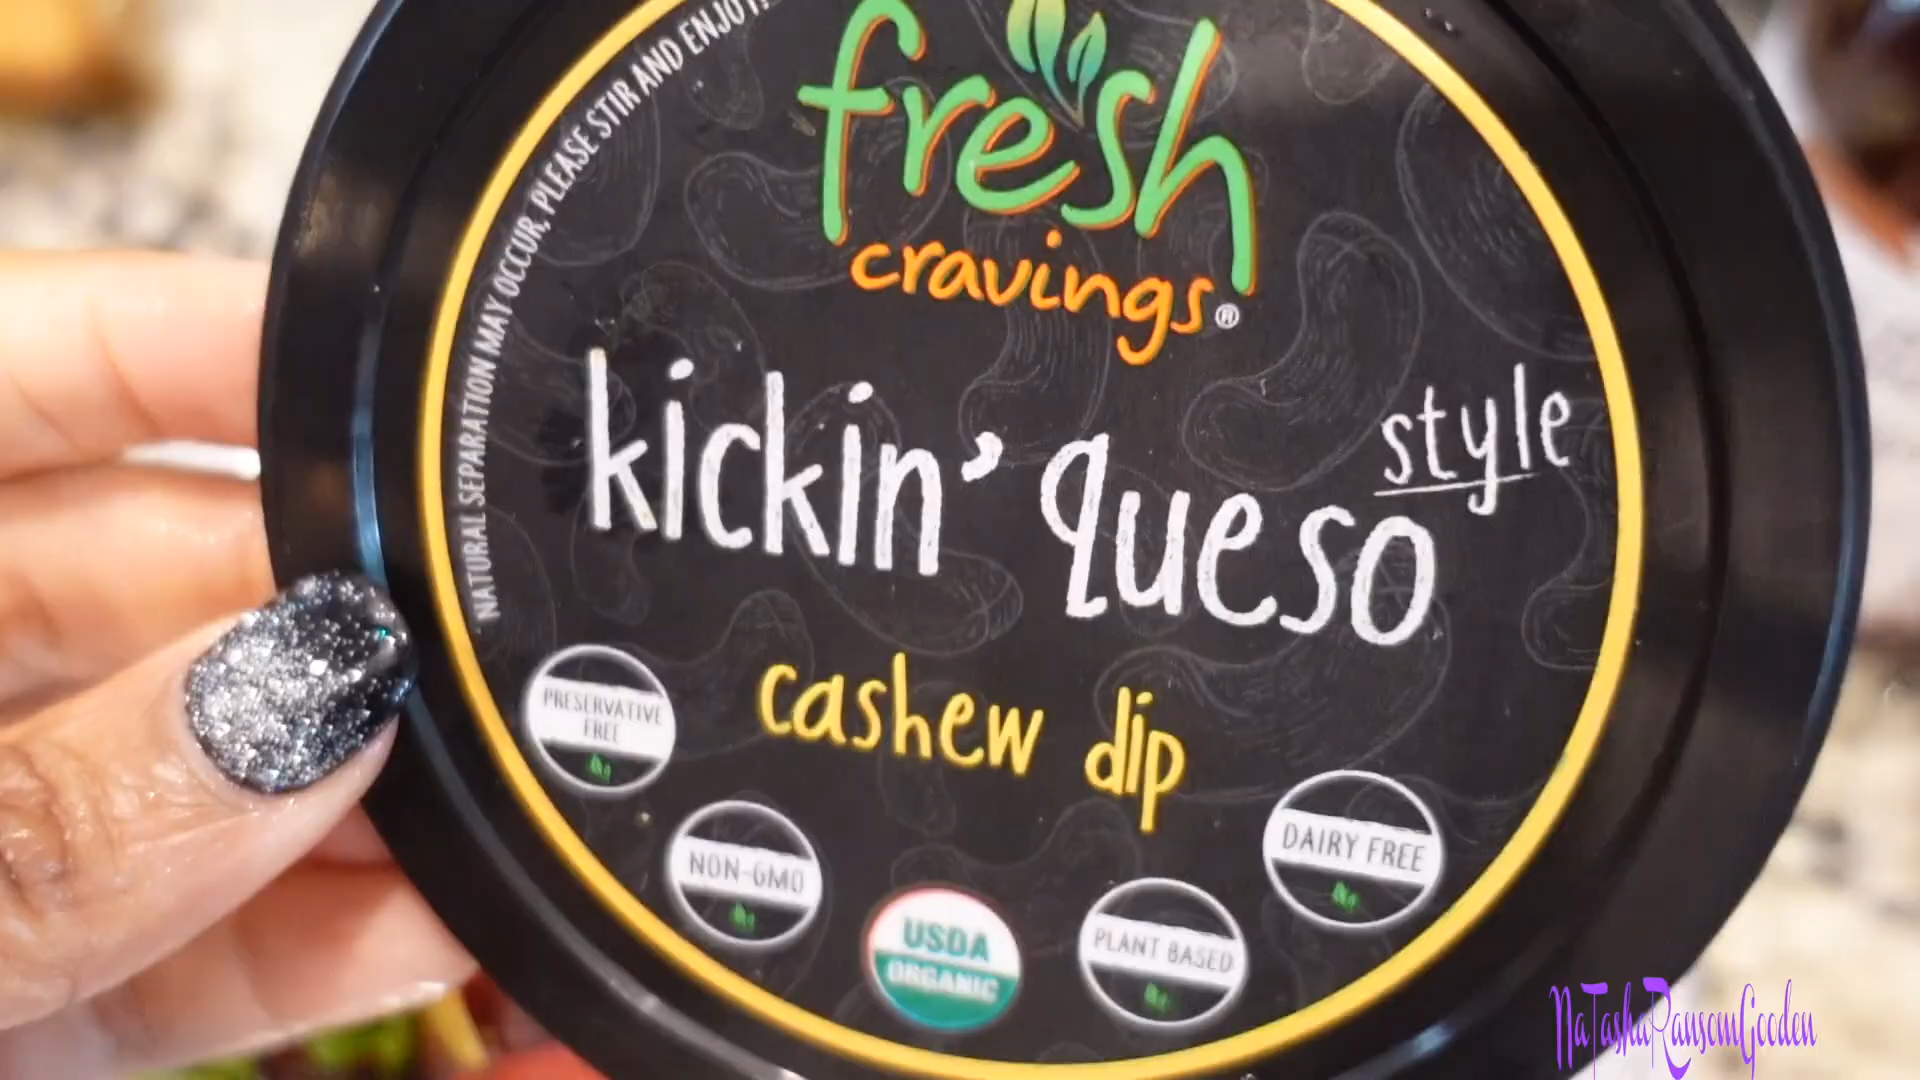 NATURAL SEPARATION MAY OCCUR, PLEASE STIR AND ENJOY!
fresh
cravings®
kickin' queso style
cashew dip
PRESERVATIVE
FREE
NON-GMO
USDA
ORGANIC
PLANT BASED
DAIRY FREE
NaTashaRansomGooden